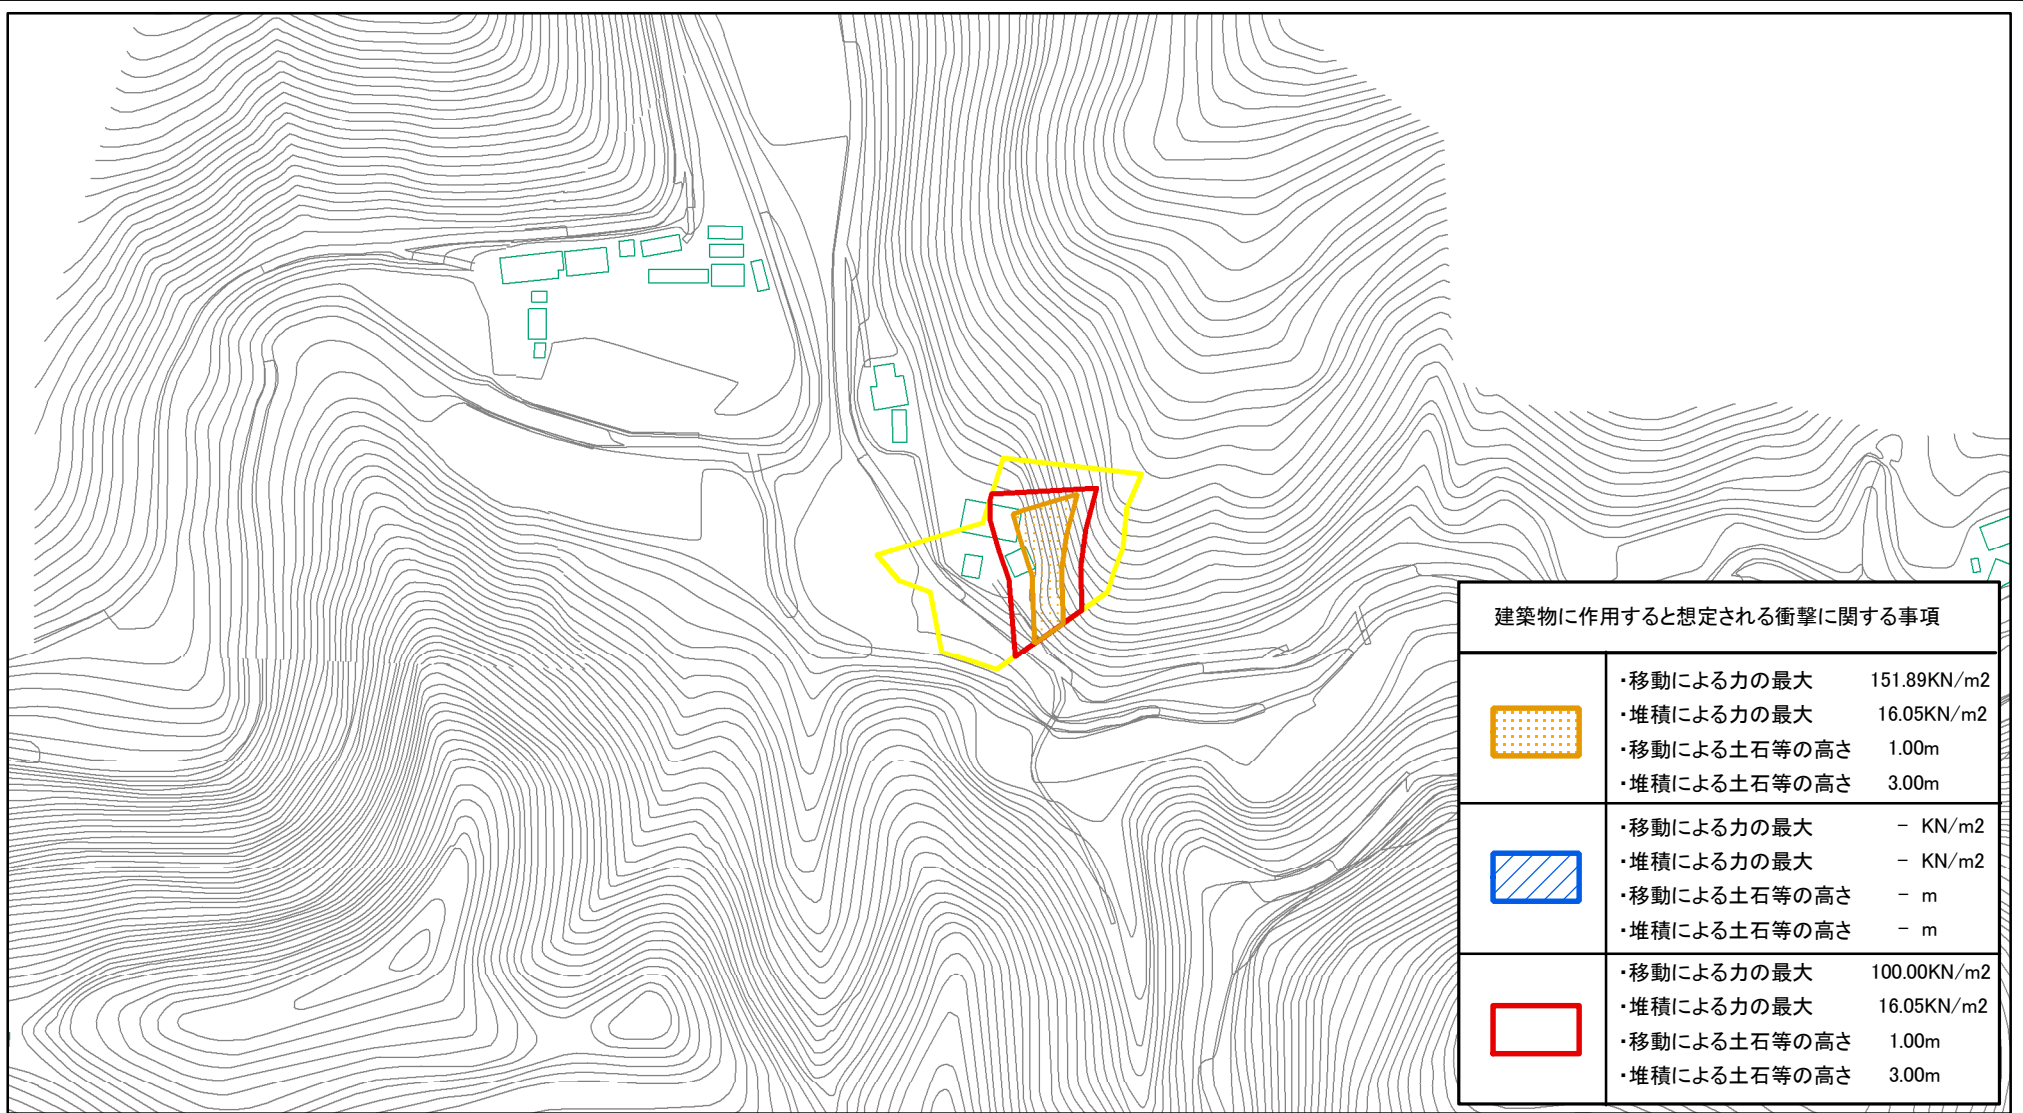 建築物に作用すると想定される衝撃に関する事項
・移動による力の最大 151.89KN/m2
・堆積による力の最大 16.05KN/m2
・移動による土石等の高さ 1.00m
・堆積による土石等の高さ 3.00m
・移動による力の最大 - KN/m2
・堆積による力の最大 - KN/m2
・移動による土石等の高さ - m
・堆積による土石等の高さ - m
・移動による力の最大 100.00KN/m2
・堆積による力の最大 16.05KN/m2
・移動による土石等の高さ 1.00m
・堆積による土石等の高さ 3.00m